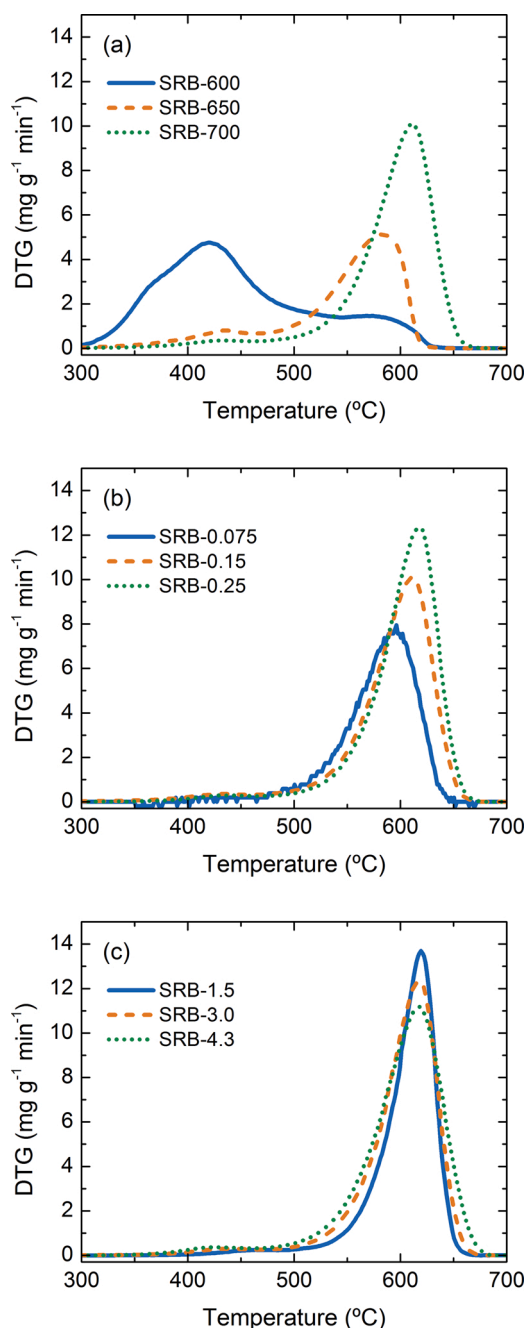 (a)
SRB-600
SRB-650
SRB-700
DTG (mg g⁻¹ min⁻¹)
14
12
10
8
6
4
2
0
300 400 500 600 700
Temperature (ºC)
(b)
SRB-0.075
SRB-0.15
SRB-0.25
DTG (mg g⁻¹ min⁻¹)
14
12
10
8
6
4
2
0
300 400 500 600 700
Temperature (ºC)
(c)
SRB-1.5
SRB-3.0
SRB-4.3
DTG (mg g⁻¹ min⁻¹)
14
12
10
8
6
4
2
0
300 400 500 600 700
Temperature (ºC)